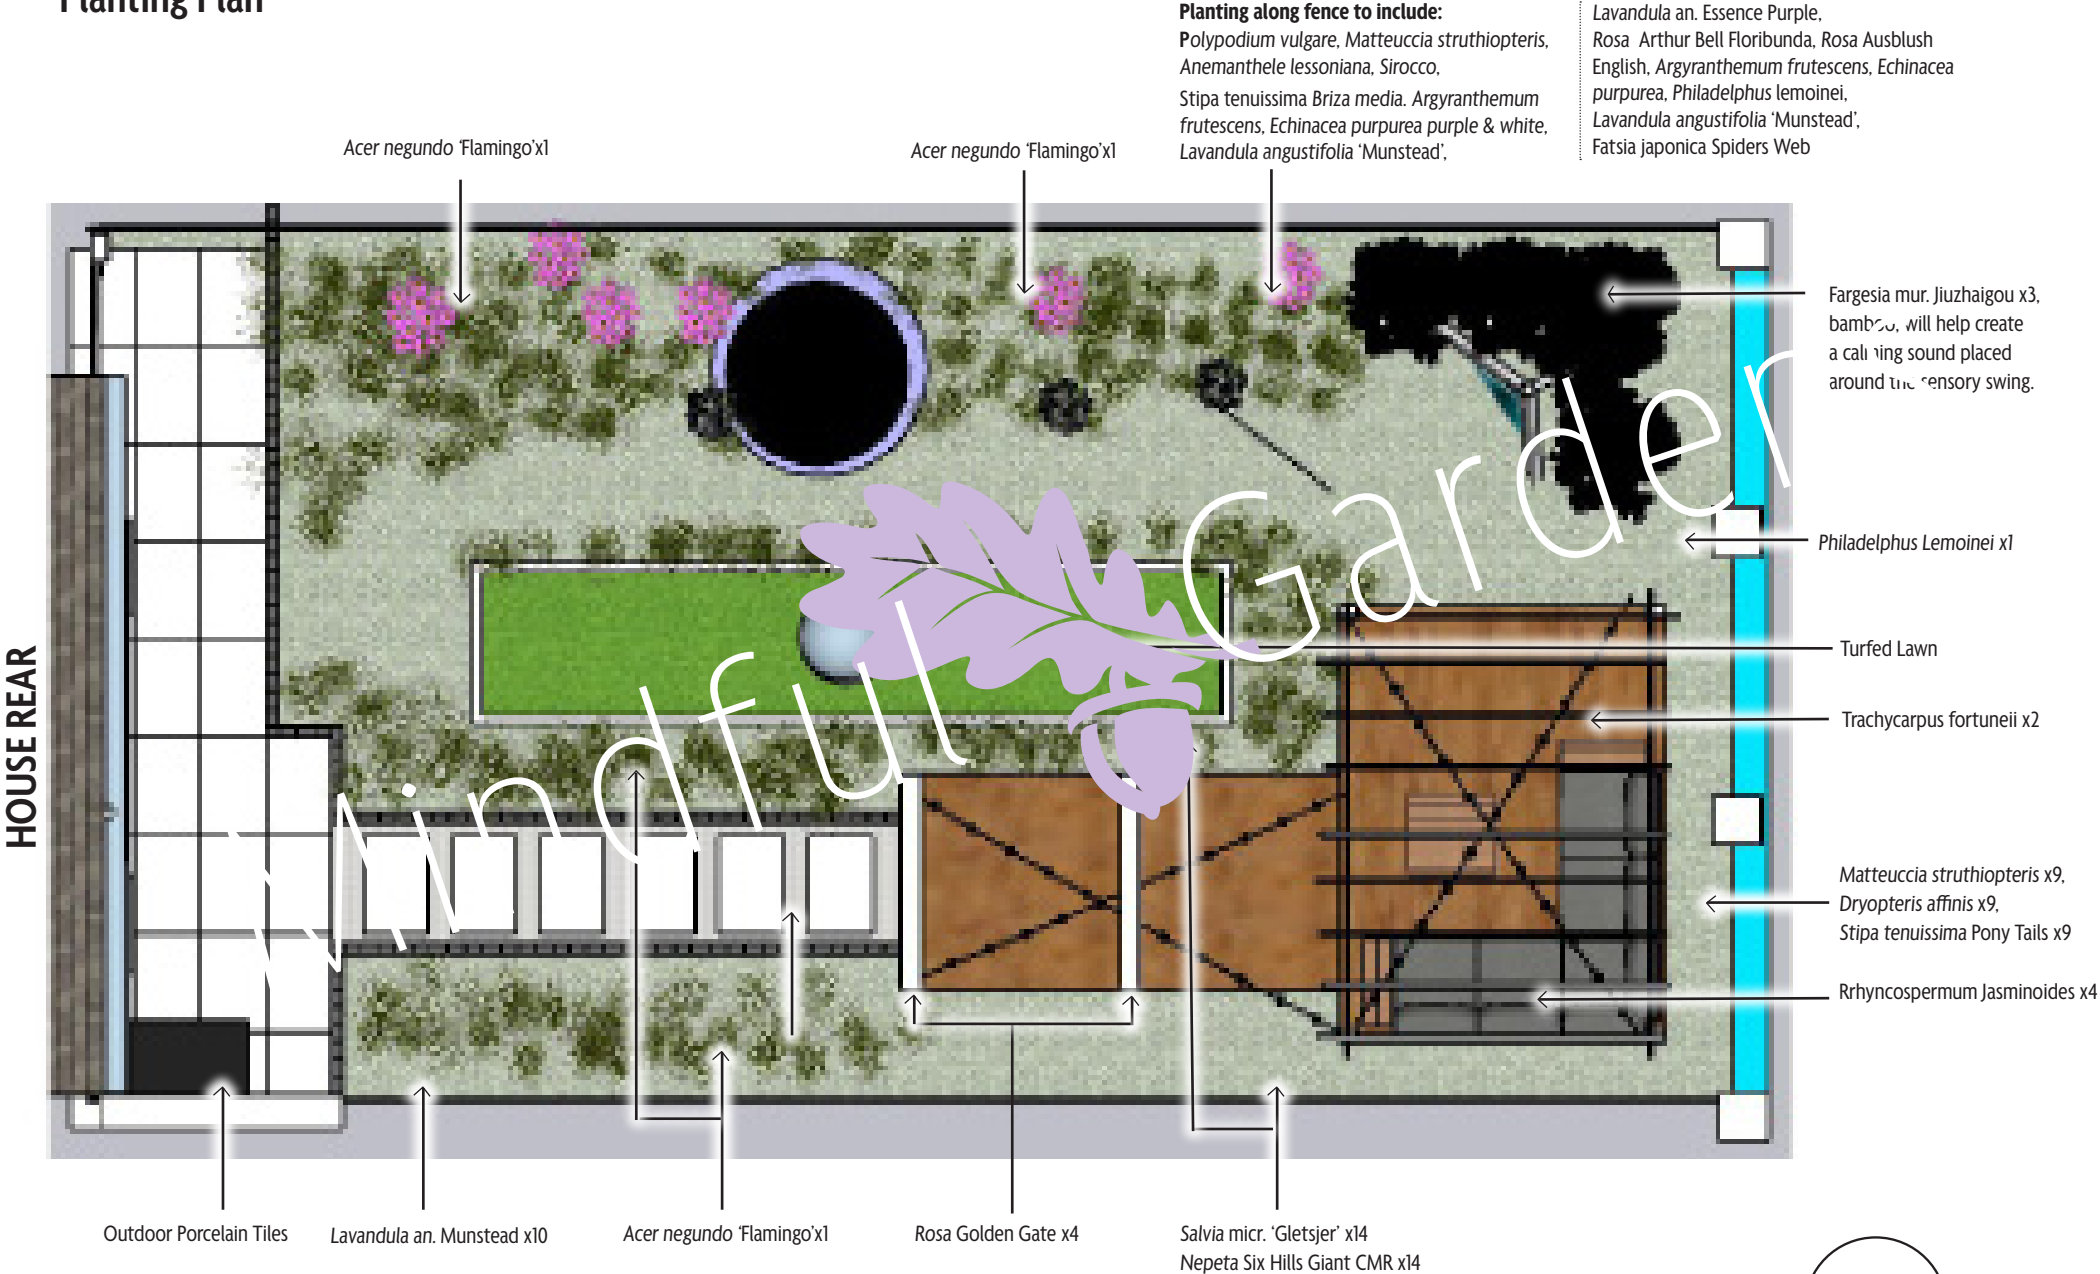 Planting Plan
Planting along fence to include:
Polypodium vulgare, Matteuccia struthiopteris,
Anemanthele lessoniana, Sirocco,
Stipa tenuissima Briza media. Argyranthemum
frutescens, Echinacea purpurea purple & white,
Lavandula angustifolia ‘Munstead’,
Lavandula an. Essence Purple,
Rosa Arthur Bell Floribunda, Rosa Ausblush
English, Argyranthemum frutescens, Echinacea
purpurea, Philadelphus lemoinei,
Lavandula angustifolia ‘Munstead’,
Fatsia japonica Spiders Web
Acer negundo ‘Flamingo’x1
Acer negundo ‘Flamingo’x1
Fargesia mur. Jiuzhaigou x3,
bamboo, will help create
a calming sound placed
around the sensory swing.
Philadelphus Lemoinei x1
Turfed Lawn
Trachycarpus fortuneii x2
Matteuccia struthiopteris x9,
Dryopteris affinis x9,
Stipa tenuissima Pony Tails x9
Rrhyncospermum Jasminoides x4
HOUSE REAR
Mindful Garden
Outdoor Porcelain Tiles
Lavandula an. Munstead x10
Acer negundo ‘Flamingo’x1
Rosa Golden Gate x4
Salvia micr. ‘Gletsjer’ x14
Nepeta Six Hills Giant CMR x14